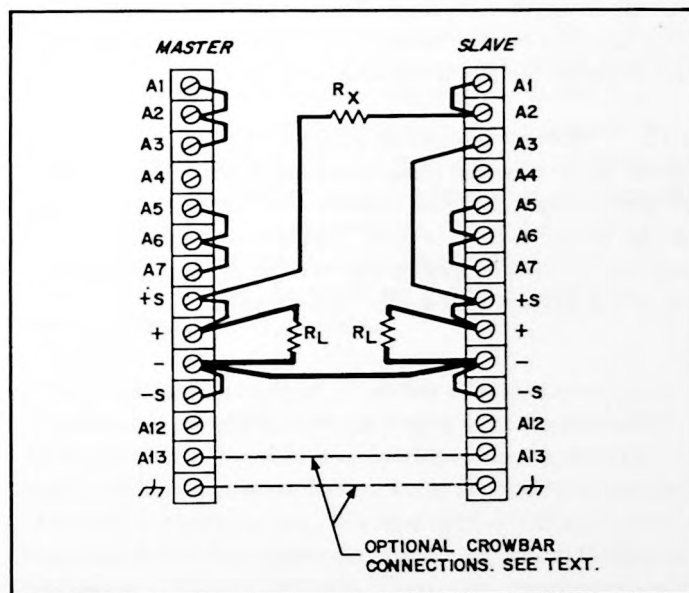 MASTER
SLAVE
A1
A2
A3
A4
A5
A6
A7
+S
+
-
-S
A12
A13
RX
RL
RL
A1
A2
A3
A4
A5
A6
A7
+S
+
-
-S
A12
A13
OPTIONAL CROWBAR
CONNECTIONS. SEE TEXT.